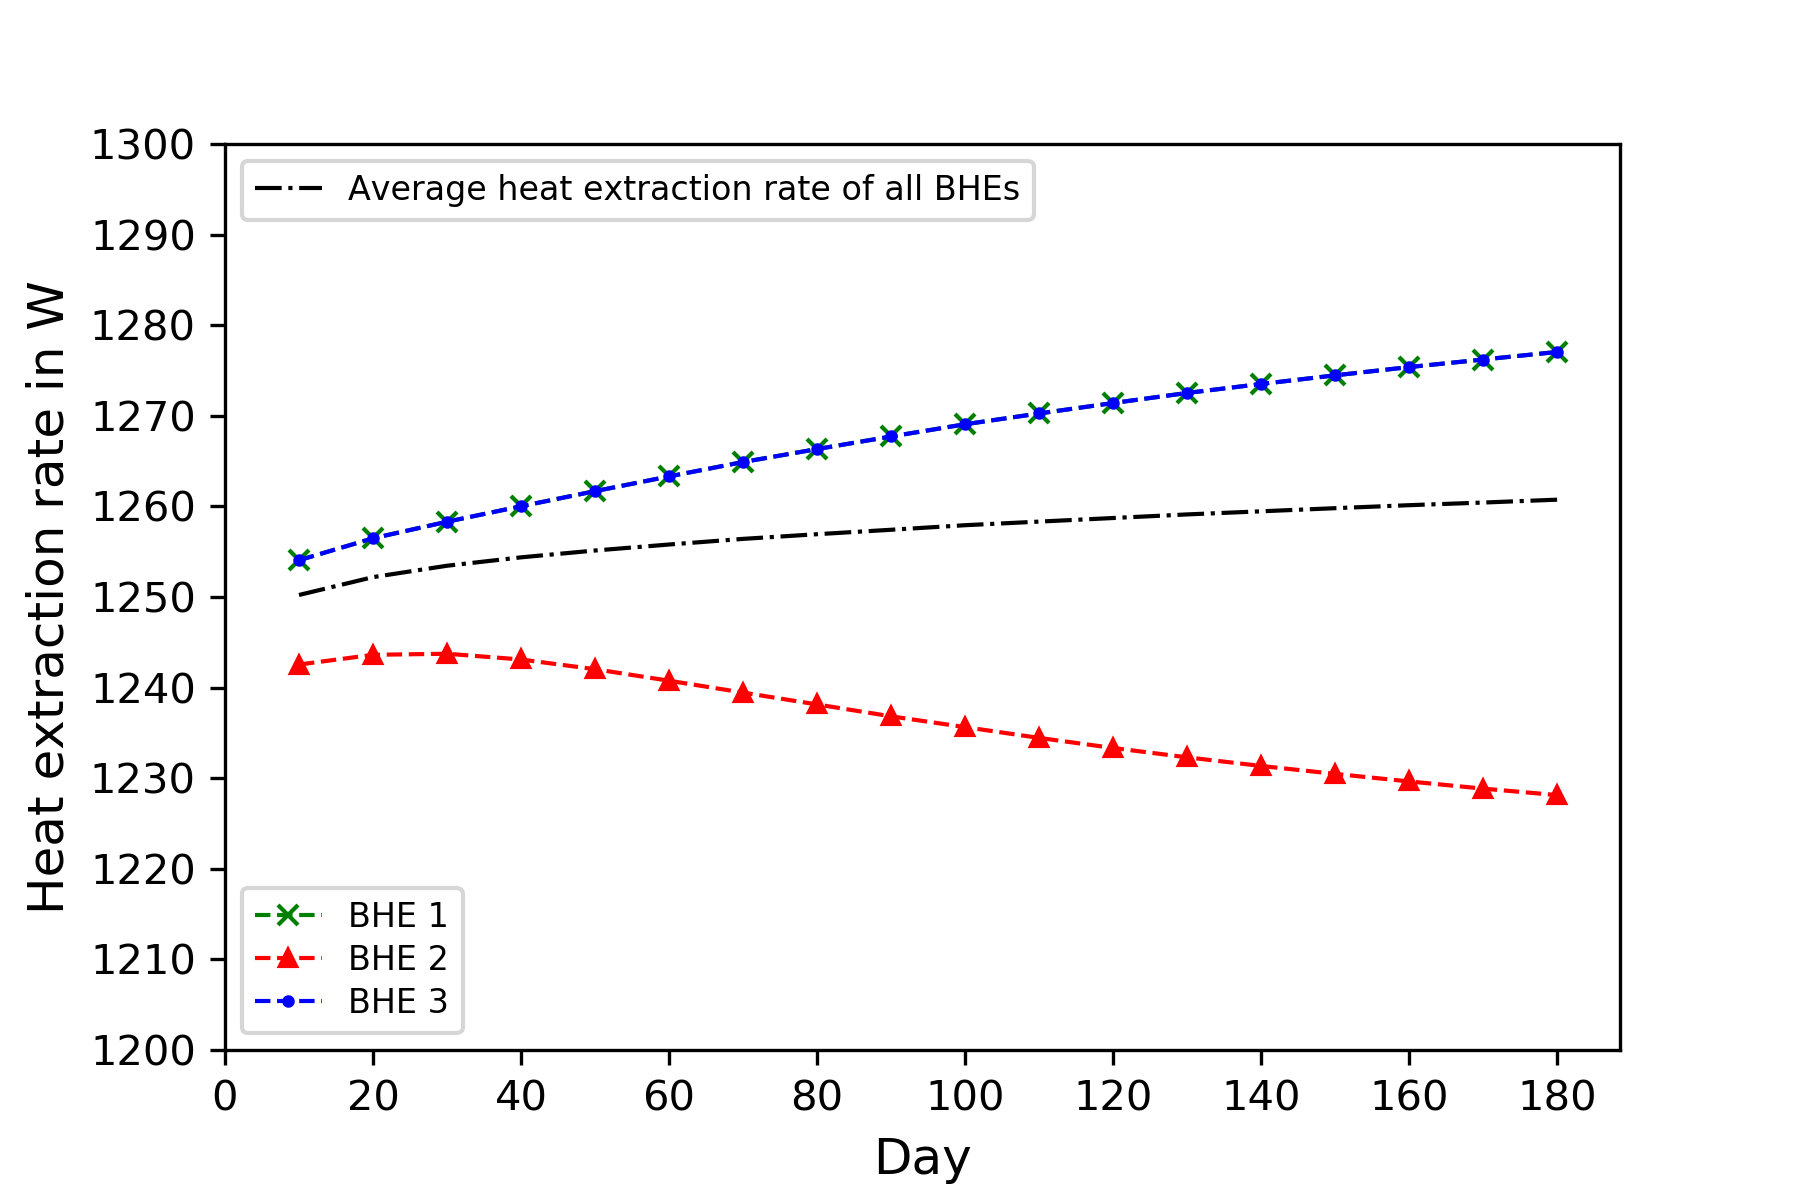 Average heat extraction rate of all BHEs
Heat extraction rate in W
1300
1290
1280
1270
1260
1250
1240
1230
1220
1210
1200
BHE 1
BHE 2
BHE 3
0 20 40 60 80 100 120 140 160 180
Day